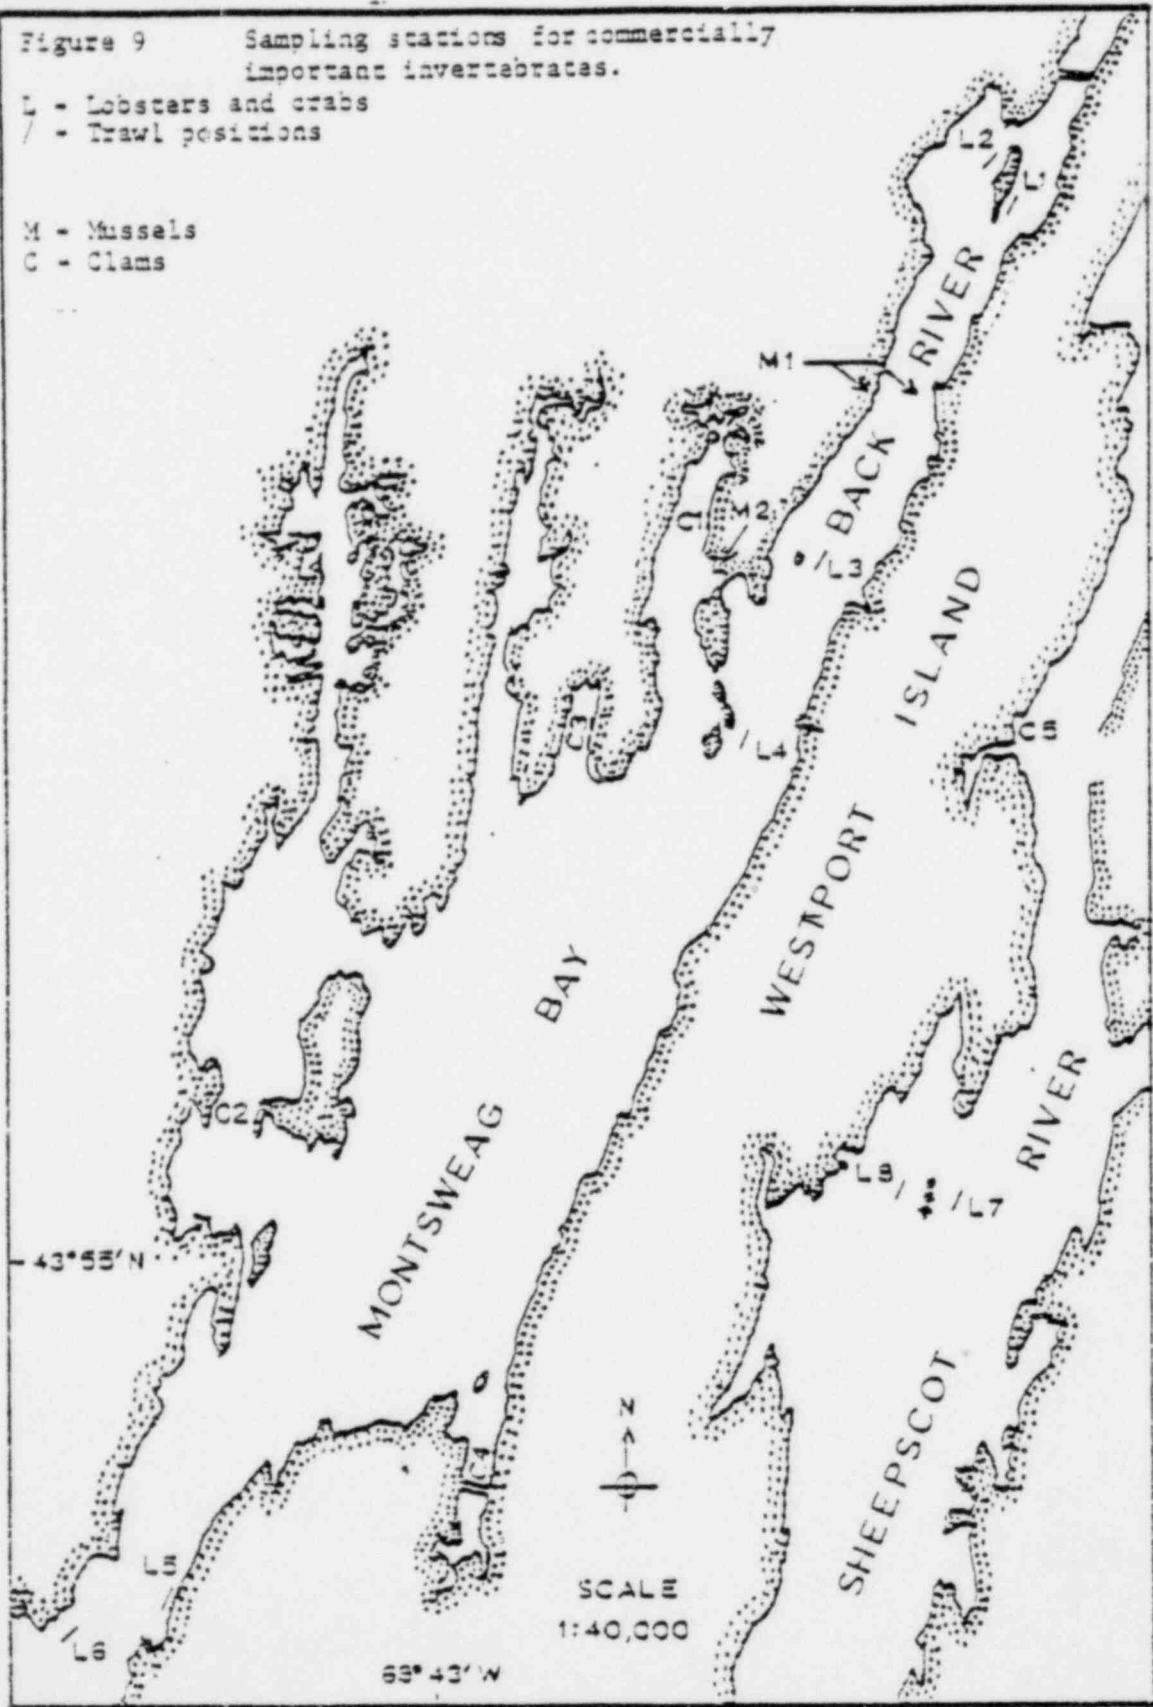 Figure 9 Sampling stations for commercially
important invertebrates.
L - Lobsters and crabs
/ - Trawl positions
M - Mussels
C - Clams
L2
L1
RIVER
M1
BACK
M2
L3
ISLAND
C3
C5
L4
WESTPORT
BAY
C2
MONTSWEAG
RIVER
L8
L7
43°55'N
N
SHEEPSCOT
C4
L5
SCALE
1:40,000
L6
69°43'W